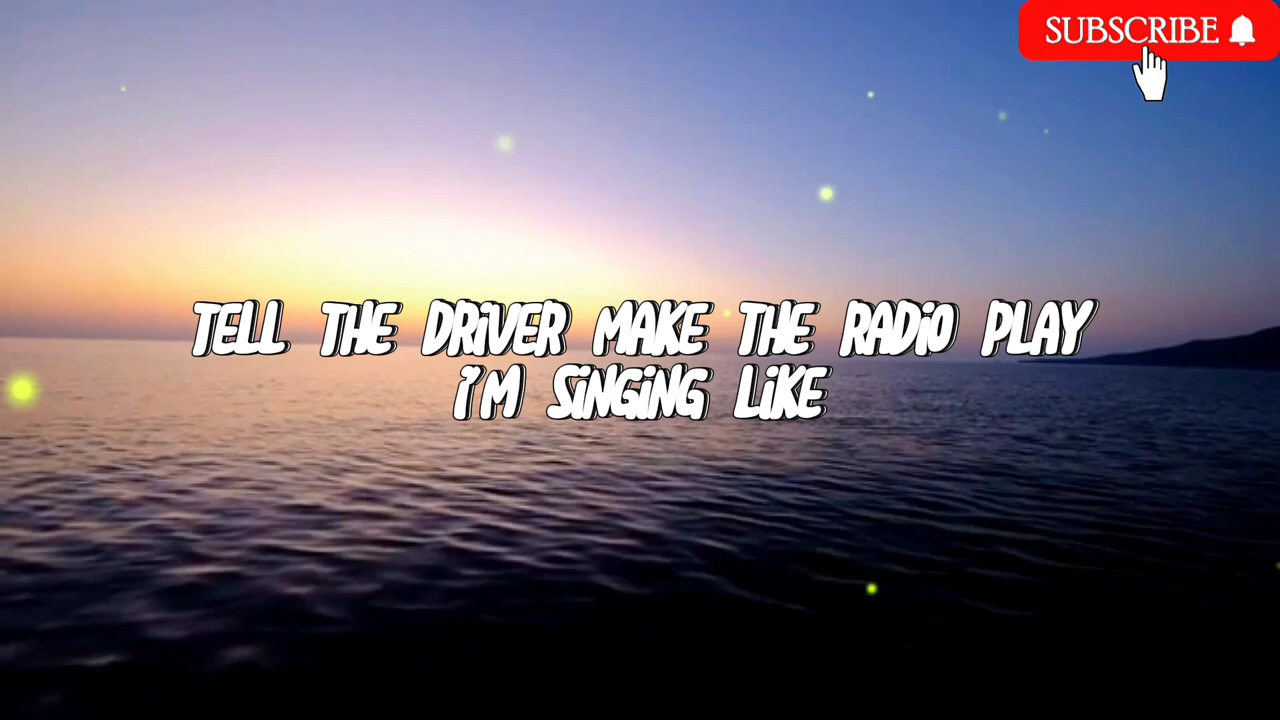 SUBSCRIBE
TELL THE DRIVER MAKE THE RADIO PLAY
I'M SINGING LIKE